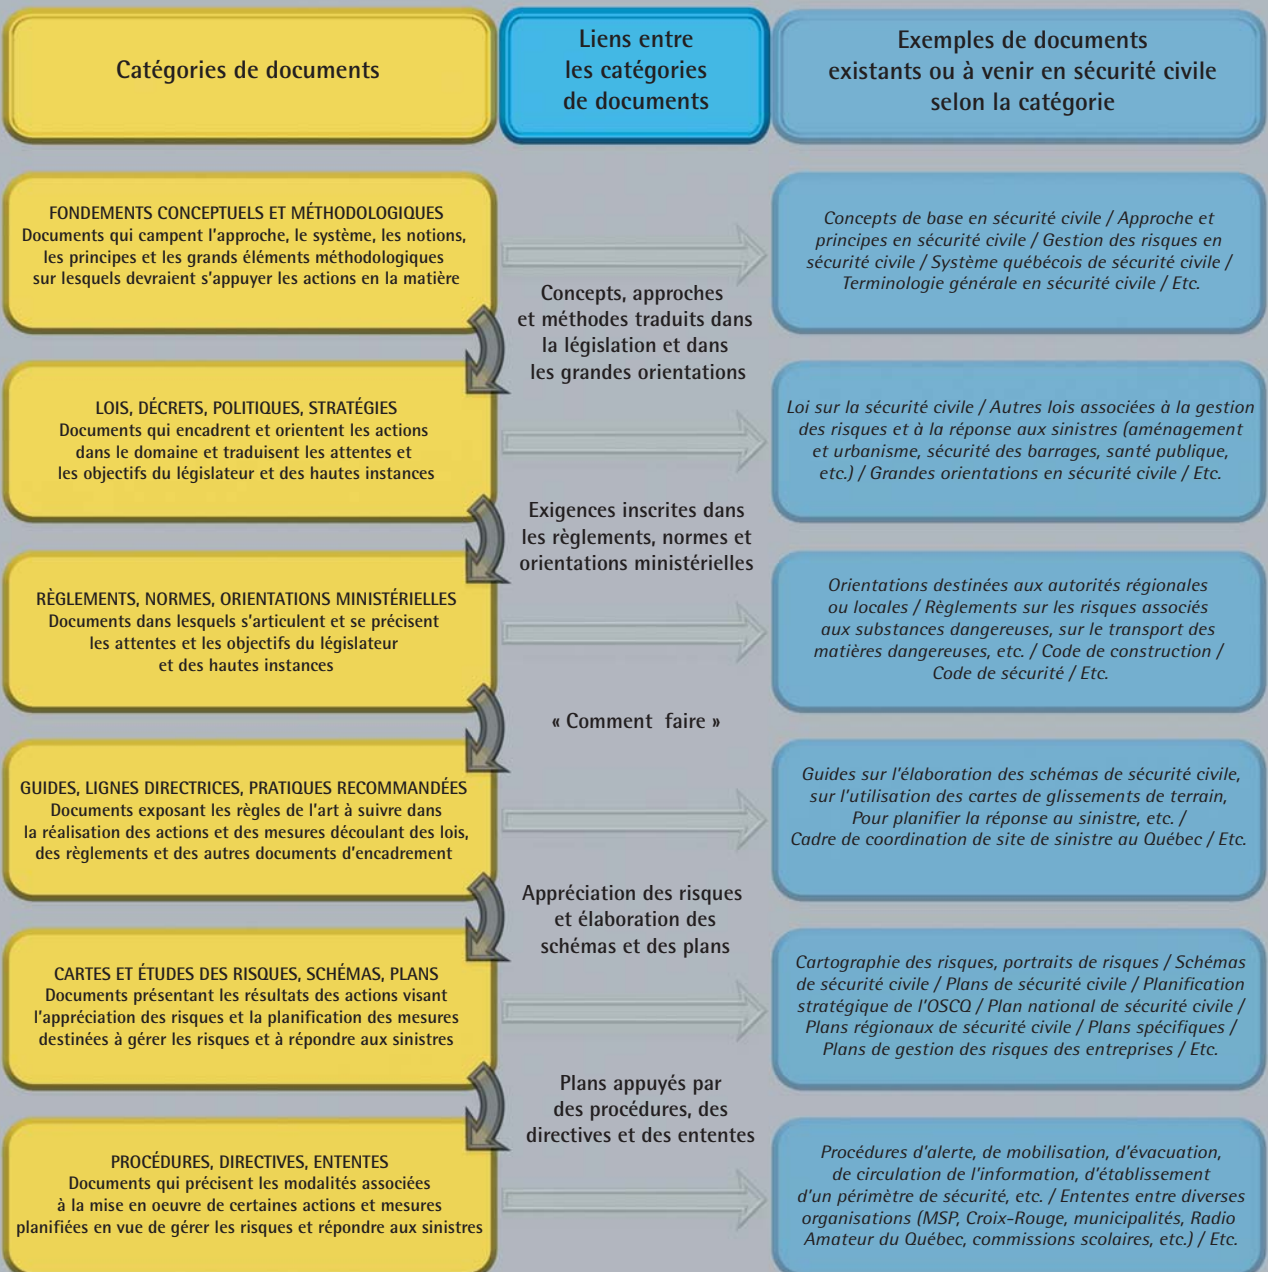 Catégories de documents
Liens entre
les catégories
de documents
Exemples de documents
existants ou à venir en sécurité civile
selon la catégorie
FONDEMENTS CONCEPTUELS ET MÉTHODOLOGIQUES
Documents qui campent l'approche, le système, les notions,
les principes et les grands éléments méthodologiques
sur lesquels devraient s'appuyer les actions en la matière
Concepts de base en sécurité civile / Approche et
principes en sécurité civile / Gestion des risques en
sécurité civile / Système québécois de sécurité civile /
Terminologie générale en sécurité civile / Etc.
Concepts, approches
et méthodes traduits dans
la législation et dans
les grandes orientations
LOIS, DÉCRETS, POLITIQUES, STRATÉGIES
Documents qui encadrent et orientent les actions
dans le domaine et traduisent les attentes et
les objectifs du législateur et des hautes instances
Loi sur la sécurité civile / Autres lois associées à la gestion
des risques et à la réponse aux sinistres (aménagement
et urbanisme, sécurité des barrages, santé publique,
etc.) / Grandes orientations en sécurité civile / Etc.
Exigences inscrites dans
les règlements, normes et
orientations ministérielles
RÈGLEMENTS, NORMES, ORIENTATIONS MINISTÉRIELLES
Documents dans lesquels s'articulent et se précisent
les attentes et les objectifs du législateur
et des hautes instances
Orientations destinées aux autorités régionales
ou locales / Règlements sur les risques associés
aux substances dangereuses, sur le transport des
matières dangereuses, etc. / Code de construction /
Code de sécurité / Etc.
« Comment faire »
GUIDES, LIGNES DIRECTRICES, PRATIQUES RECOMMANDÉES
Documents exposant les règles de l'art à suivre dans
la réalisation des actions et des mesures découlant des lois,
des règlements et des autres documents d'encadrement
Guides sur l'élaboration des schémas de sécurité civile,
sur l'utilisation des cartes de glissements de terrain,
Pour planifier la réponse au sinistre, etc. /
Cadre de coordination de site de sinistre au Québec / Etc.
Appréciation des risques
et élaboration des
schémas et des plans
CARTES ET ÉTUDES DES RISQUES, SCHÉMAS, PLANS
Documents présentant les résultats des actions visant
l'appréciation des risques et la planification des mesures
destinées à gérer les risques et à répondre aux sinistres
Cartographie des risques, portraits de risques / Schémas
de sécurité civile / Plans de sécurité civile / Planification
stratégique de l'OSCQ / Plan national de sécurité civile /
Plans régionaux de sécurité civile / Plans spécifiques /
Plans de gestion des risques des entreprises / Etc.
Plans appuyés par
des procédures, des
directives et des ententes
PROCÉDURES, DIRECTIVES, ENTENTES
Documents qui précisent les modalités associées
à la mise en oeuvre de certaines actions et mesures
planifiées en vue de gérer les risques et répondre aux sinistres
Procédures d'alerte, de mobilisation, d'évacuation,
de circulation de l'information, d'établissement
d'un périmètre de sécurité, etc. / Ententes entre diverses
organisations (MSP, Croix-Rouge, municipalités, Radio
Amateur du Québec, commissions scolaires, etc.) / Etc.